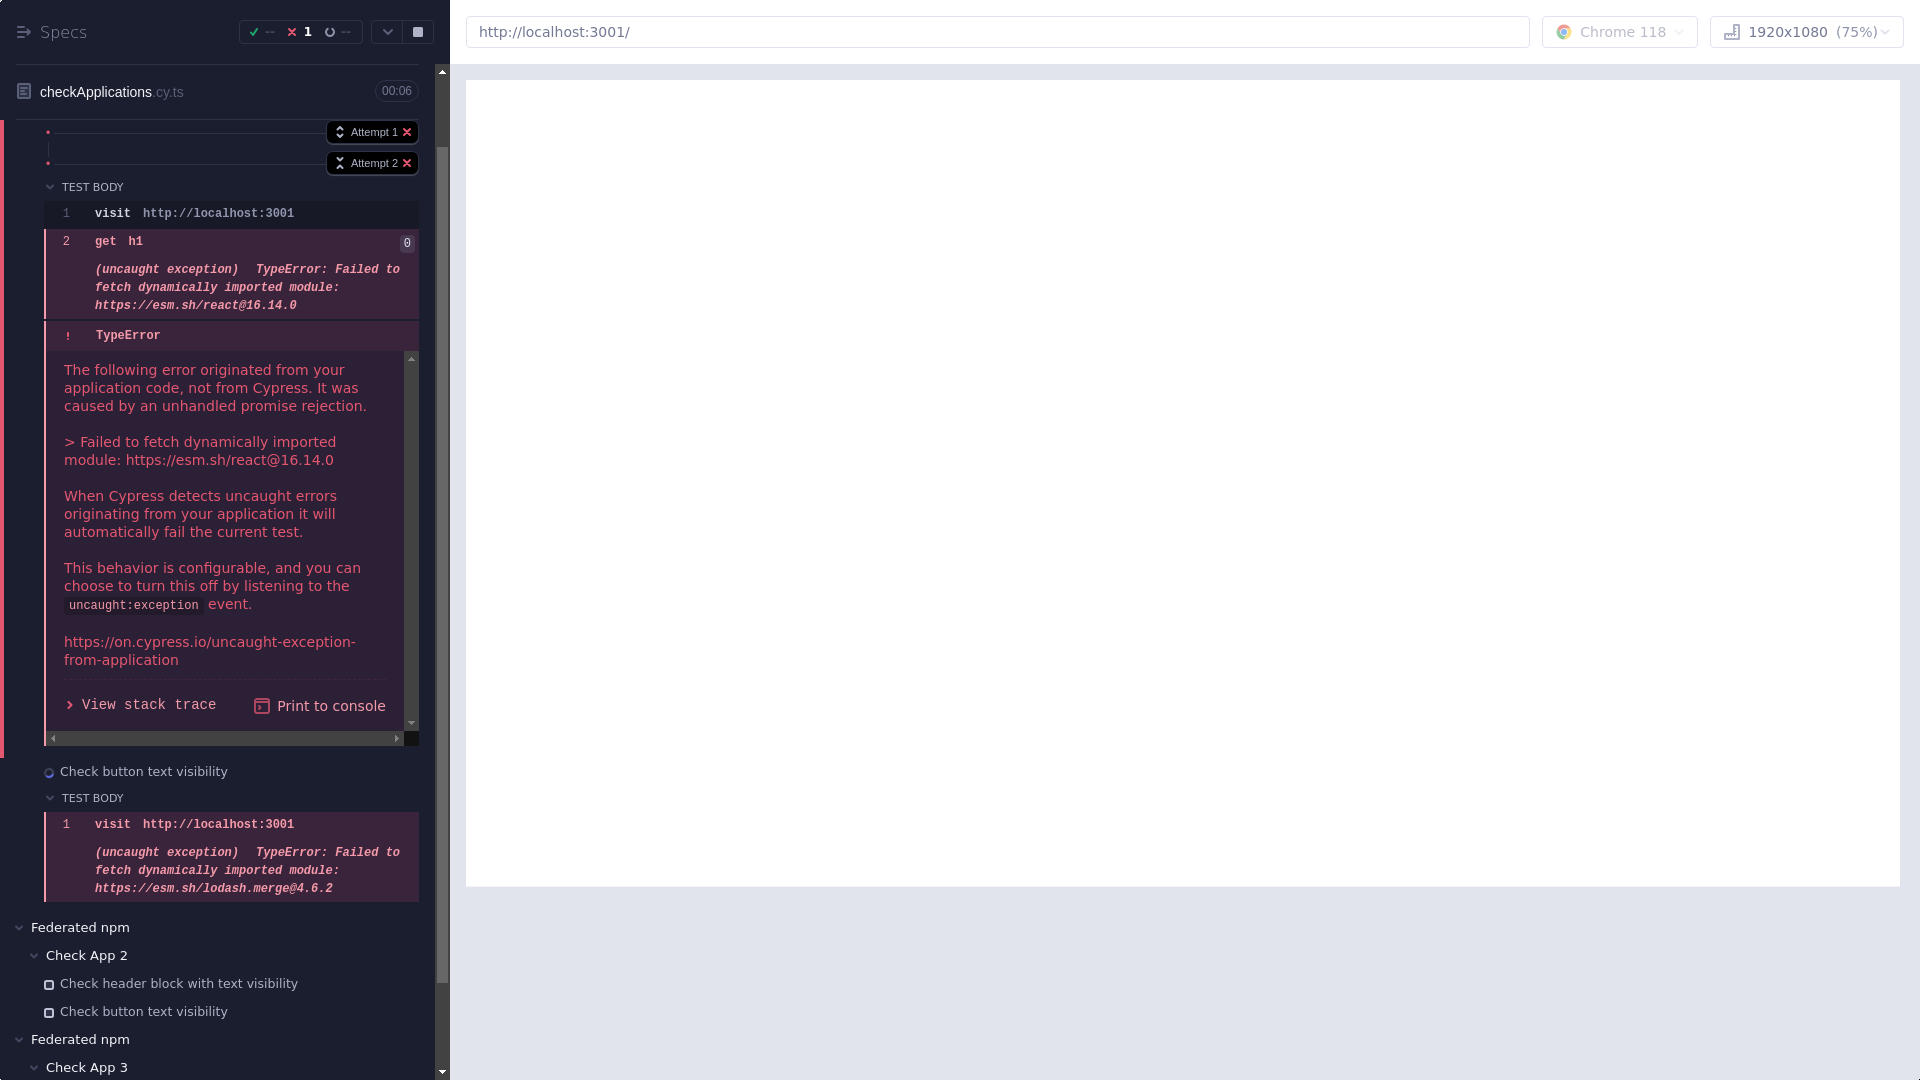 Specs
-- 1 --
checkApplications.cy.ts 00:06
Attempt 1
Attempt 2
TEST BODY
1 visit http://localhost:3001
2 get h1 0
(uncaught exception) TypeError: Failed to
fetch dynamically imported module:
https://esm.sh/react@16.14.0
! TypeError
The following error originated from your
application code, not from Cypress. It was
caused by an unhandled promise rejection.
> Failed to fetch dynamically imported
module: https://esm.sh/react@16.14.0
When Cypress detects uncaught errors
originating from your application it will
automatically fail the current test.
This behavior is configurable, and you can
choose to turn this off by listening to the
uncaught:exception event.
https://on.cypress.io/uncaught-exception-
from-application
View stack trace Print to console
Check button text visibility
TEST BODY
1 visit http://localhost:3001
(uncaught exception) TypeError: Failed to
fetch dynamically imported module:
https://esm.sh/lodash.merge@4.6.2
Federated npm
Check App 2
Check header block with text visibility
Check button text visibility
Federated npm
Check App 3
http://localhost:3001/
Chrome 118
1920x1080 (75%)